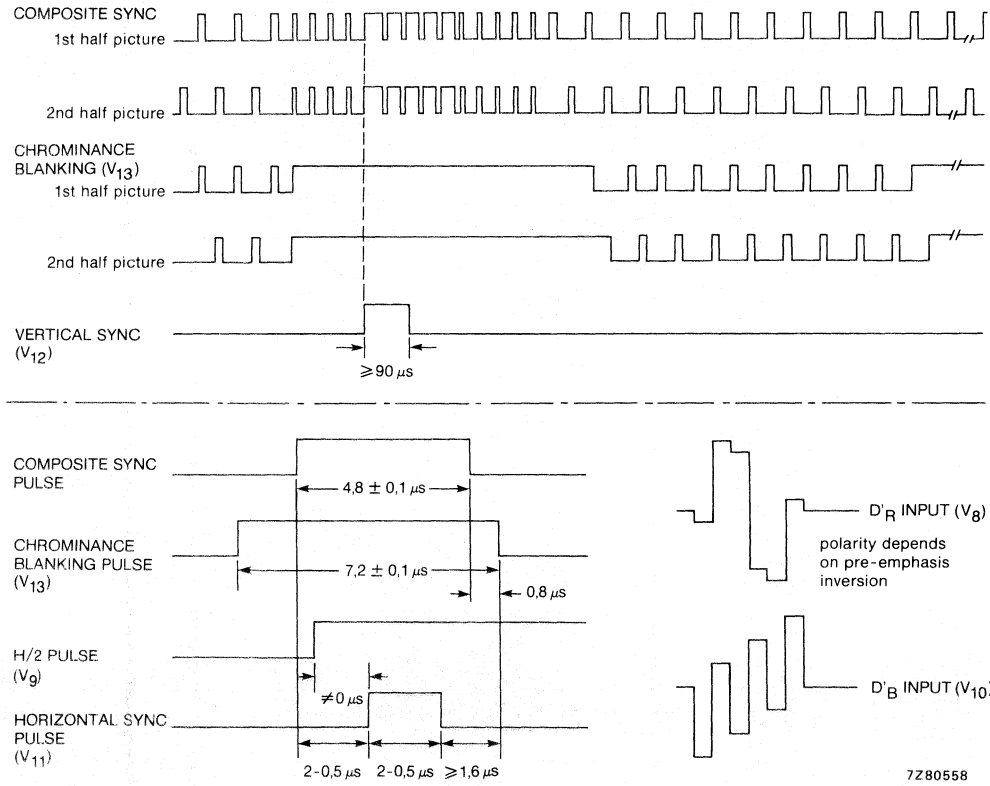 COMPOSITE SYNC
1st half picture
2nd half picture
CHROMINANCE
BLANKING (V13)
1st half picture
2nd half picture
VERTICAL SYNC
(V12)
⩾90 μs
COMPOSITE SYNC
PULSE
4,8 ± 0,1 μs
CHROMINANCE
BLANKING PULSE
(V13)
7,2 ± 0,1 μs
0,8 μs
H/2 PULSE
(V9)
≠0 μs
HORIZONTAL SYNC
PULSE
(V11)
2-0,5 μs
2-0,5 μs
⩾1,6 μs
D'R INPUT (V8)
polarity depends
on pre-emphasis
inversion
D'B INPUT (V10)
7Z80558